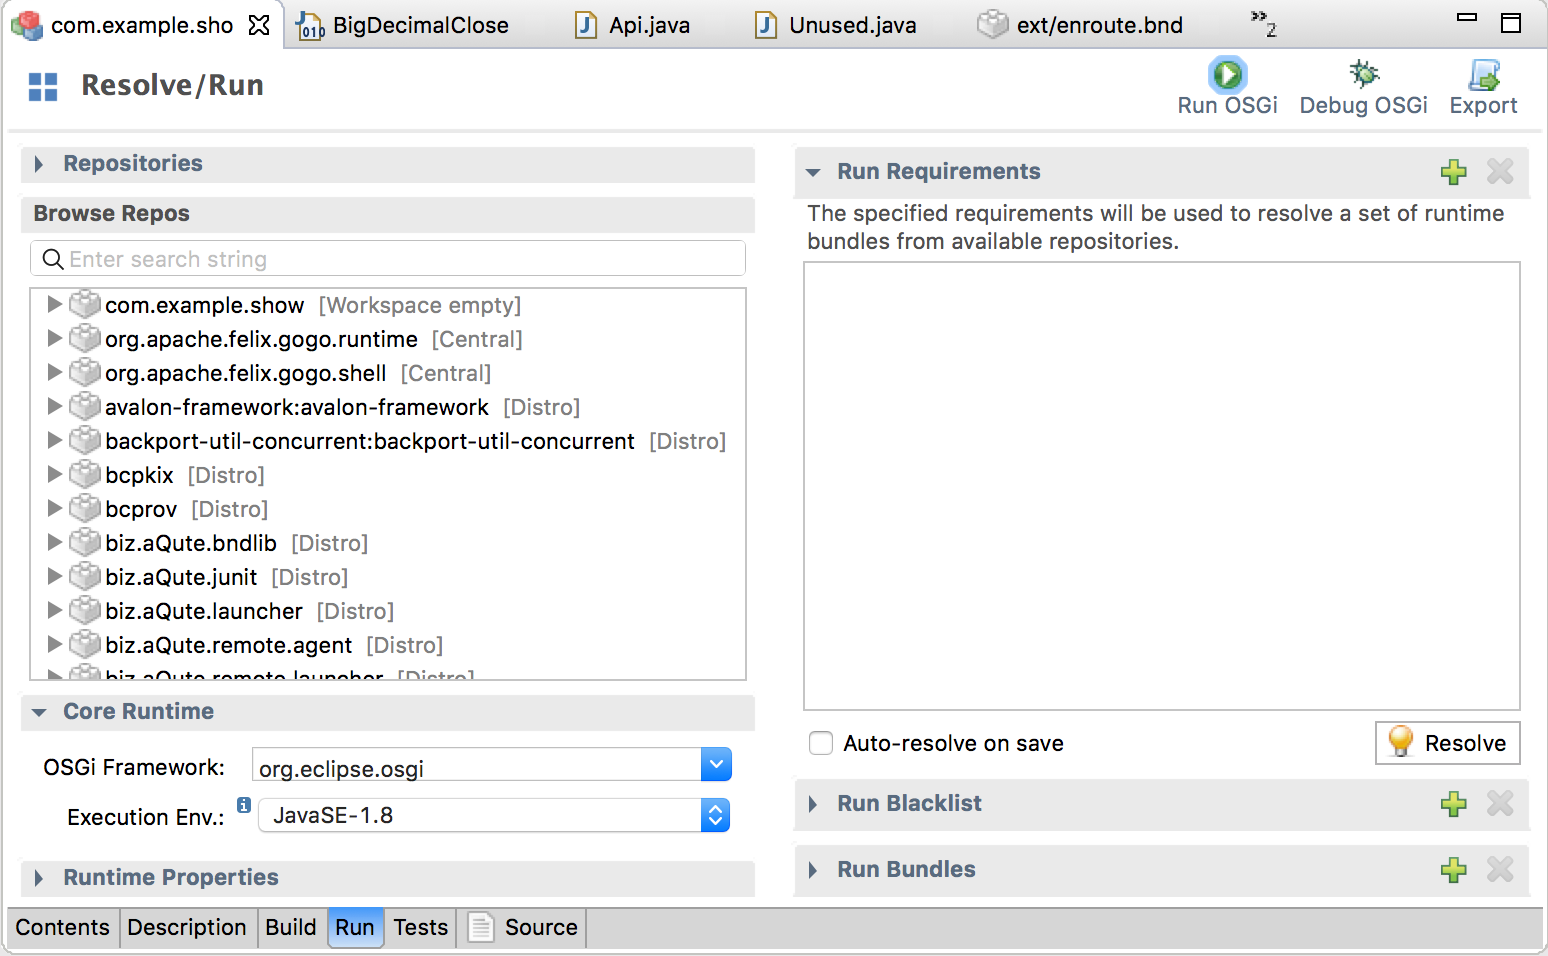 com.example.sho
BigDecimalClose
Api.java
Unused.java
ext/enroute.bnd
»2
Resolve/Run
Run OSGi
Debug OSGi
Export
Repositories
Browse Repos
Enter search string
com.example.show [Workspace empty]
org.apache.felix.gogo.runtime [Central]
org.apache.felix.gogo.shell [Central]
avalon-framework:avalon-framework [Distro]
backport-util-concurrent:backport-util-concurrent [Distro]
bcpkix [Distro]
bcprov [Distro]
biz.aQute.bndlib [Distro]
biz.aQute.junit [Distro]
biz.aQute.launcher [Distro]
biz.aQute.remote.agent [Distro]
biz.aQute.remote.launcher [Distro]
Core Runtime
OSGi Framework: org.eclipse.osgi
Execution Env.: JavaSE-1.8
Runtime Properties
Run Requirements
The specified requirements will be used to resolve a set of runtime
bundles from available repositories.
Auto-resolve on save
Resolve
Run Blacklist
Run Bundles
Contents
Description
Build
Run
Tests
Source